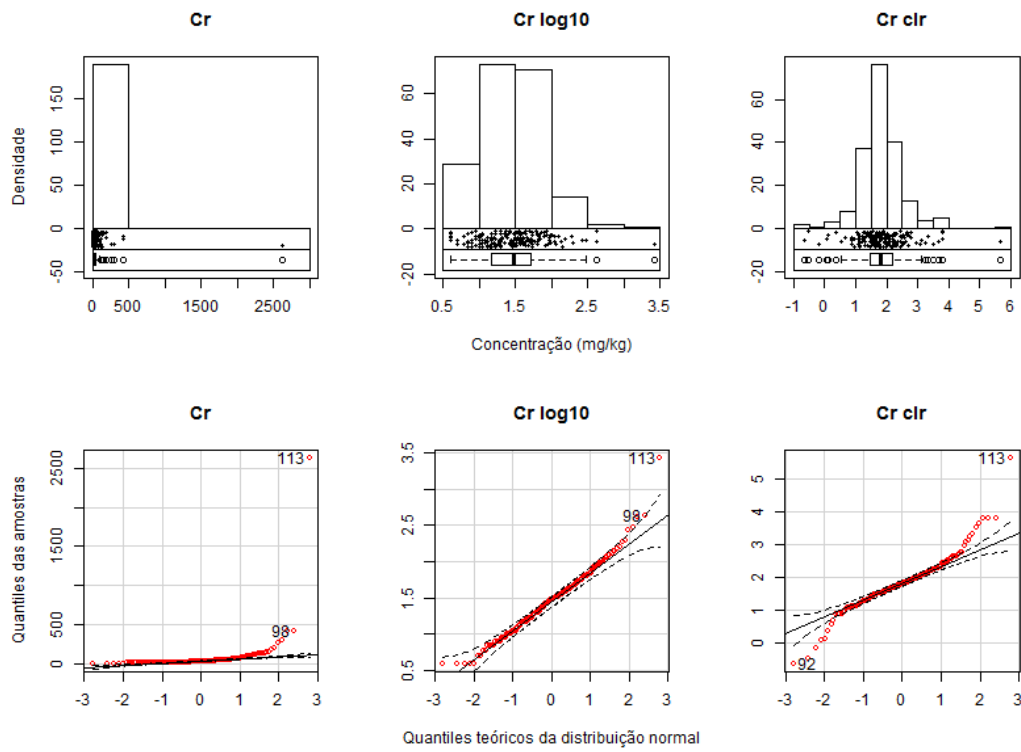 Cr
Cr log10
Cr clr
Densidade
-50 0 50 100 150
0 500 1500 2500
-20 0 20 40 60
0.5 1.5 2.5 3.5
-20 0 20 40 60
-1 0 1 2 3 4 5 6
Concentração (mg/kg)
Cr
Cr log10
Cr clr
Quantiles das amostras
0 500 1500 2500
113
98
-3 -2 -1 0 1 2 3
0.5 1.5 2.5 3.5
113
98
-3 -2 -1 0 1 2 3
0 1 2 3 4 5
113
92
-3 -2 -1 0 1 2 3
Quantiles teóricos da distribuição normal